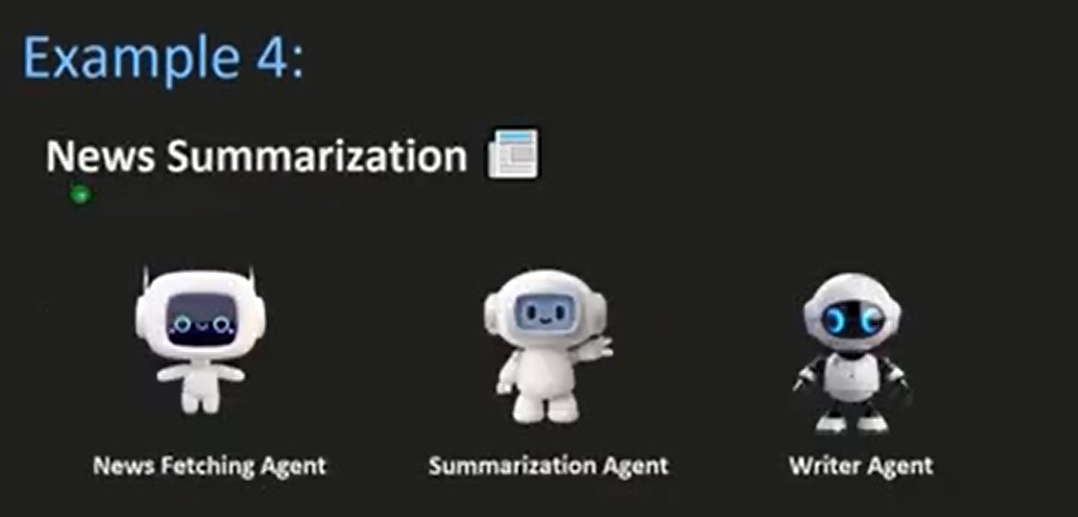 Example 4:
News Summarization
News Fetching Agent
Summarization Agent
Writer Agent